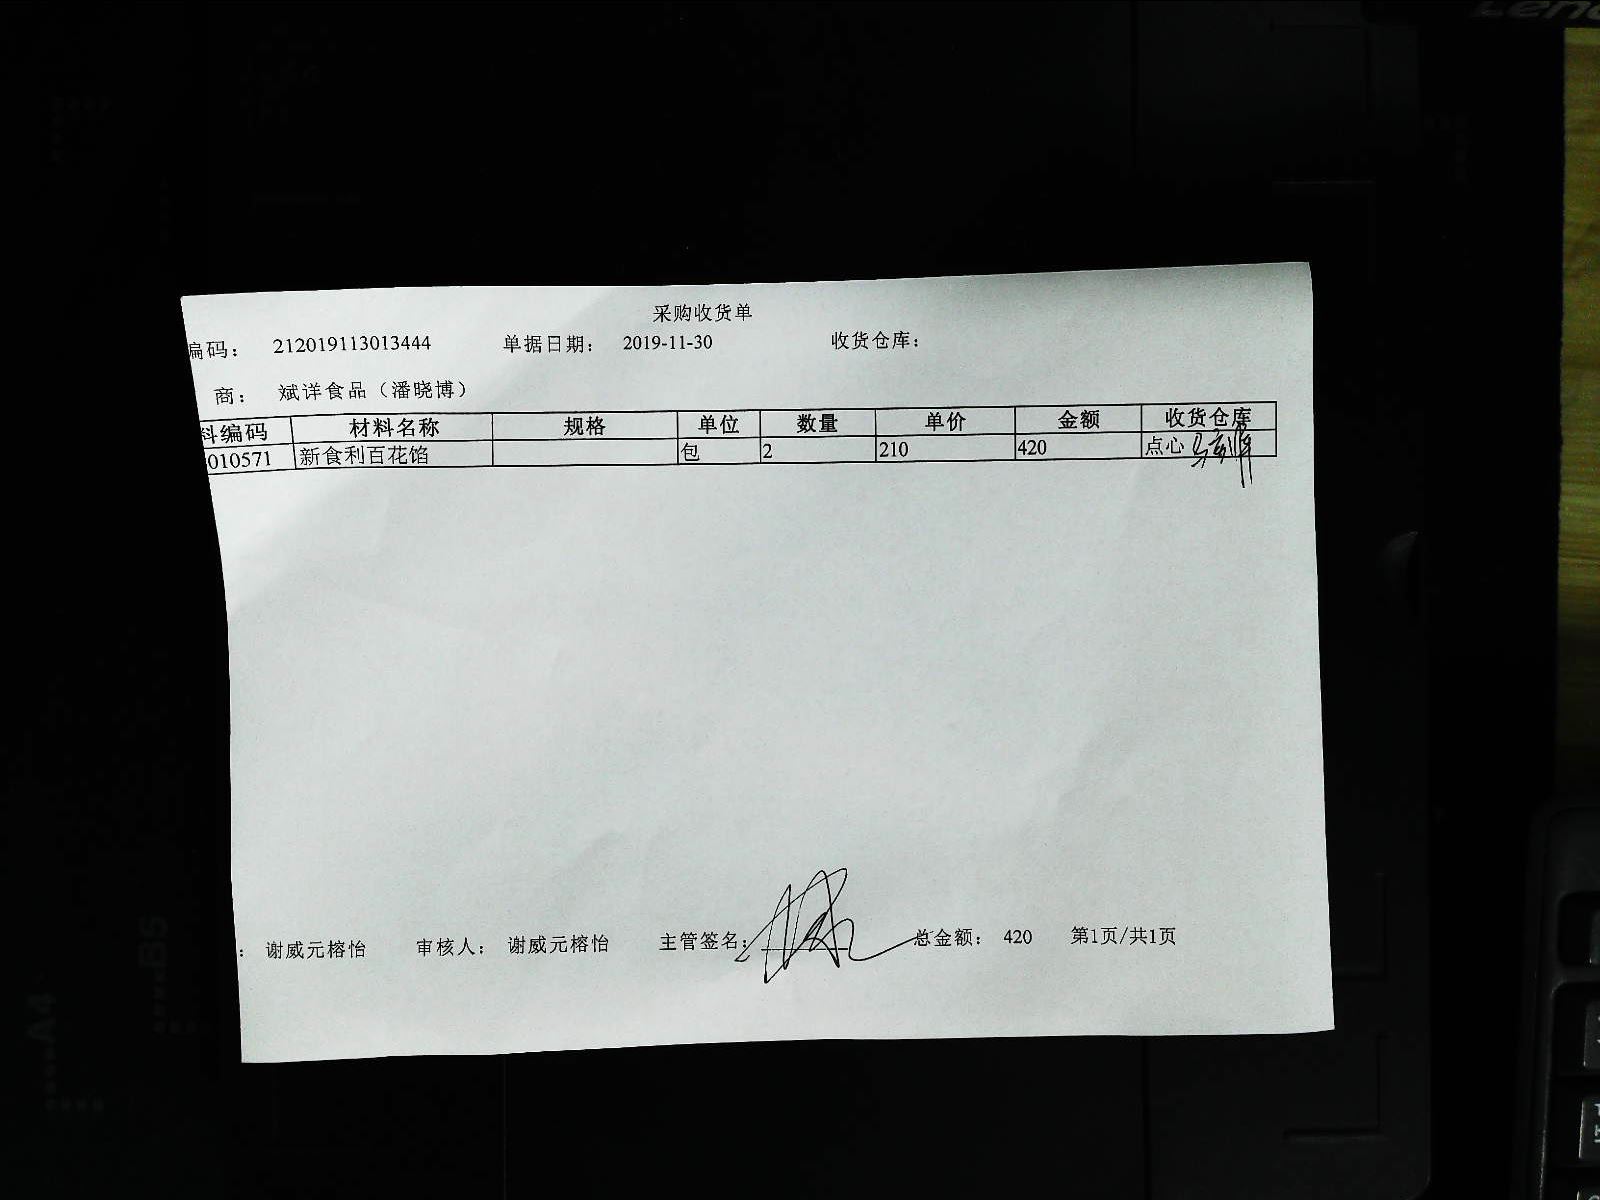 采购收货单
编码： 212019113013444 单据日期： 2019-11-30 收货仓库：
商： 斌洋食品（潘晓博）
料编码 材料名称 规格 单位 数量 单价 金额 收货仓库
010571 新食利百花馅 包 2 210 420 点心
： 谢威元榕怡 审核人： 谢威元榕怡 主管签名： 总金额： 420 第1页/共1页
Lenovo
A4
B5